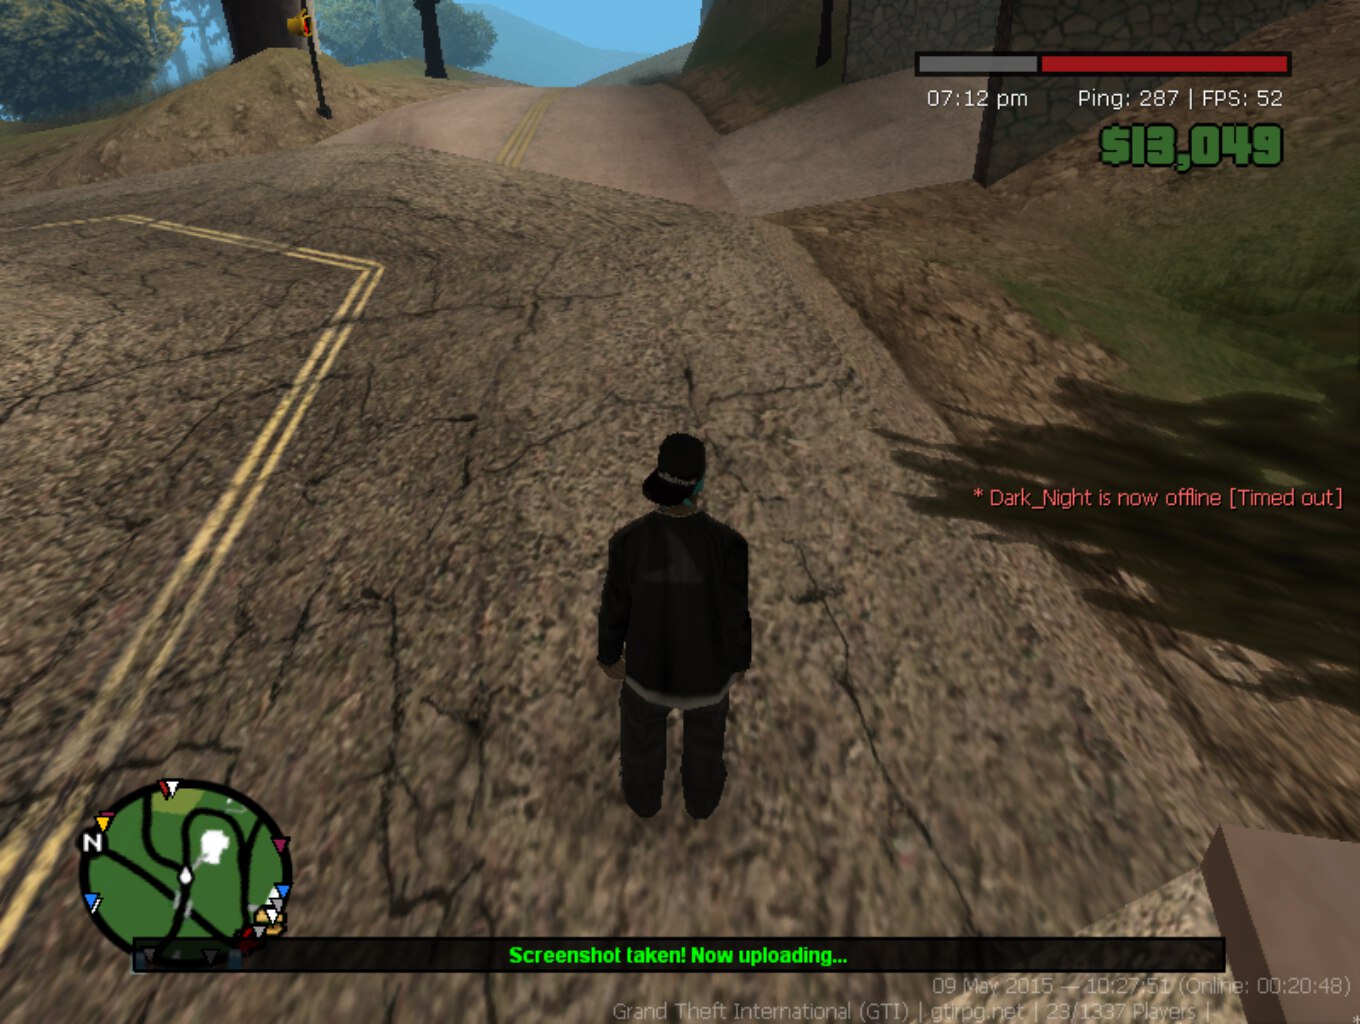 07:12 pm Ping: 287 | FPS: 52
$13,049
* Dark_Night is now offline [Timed out]
N
Screenshot taken! Now uploading...
09 May 2015 — 10:27:51 (Online: 00:20:48)
Grand Theft International (GTI) | gtirpg.net | 23/1337 Players |